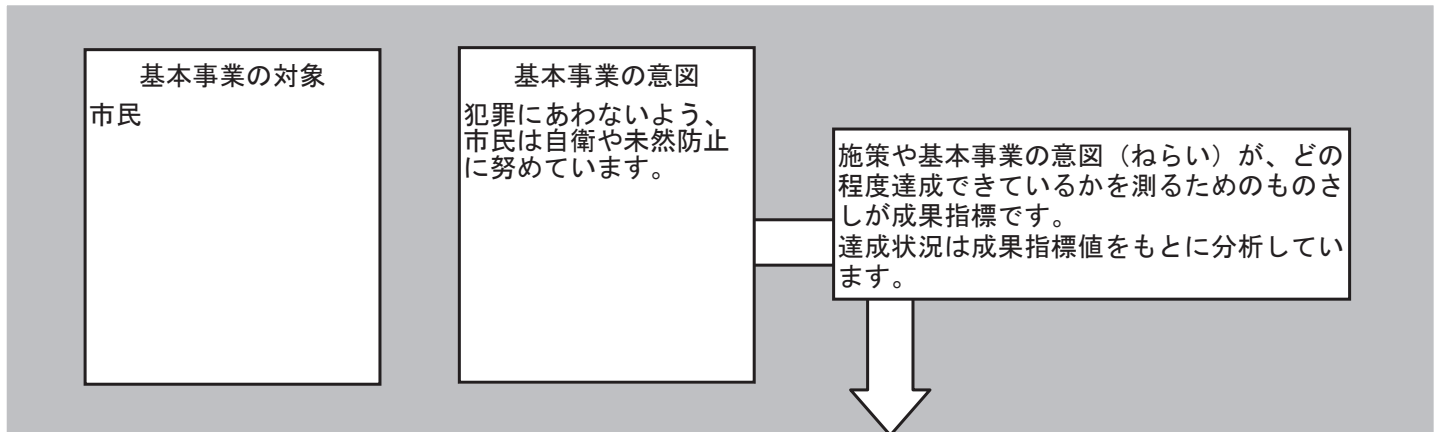 基本事業の対象
市民
基本事業の意図
犯罪にあわないよう、
市民は自衛や未然防止
に努めています。
施策や基本事業の意図（ねらい）が、どの
程度達成できているかを測るためのものさ
しが成果指標です。
達成状況は成果指標値をもとに分析してい
ます。